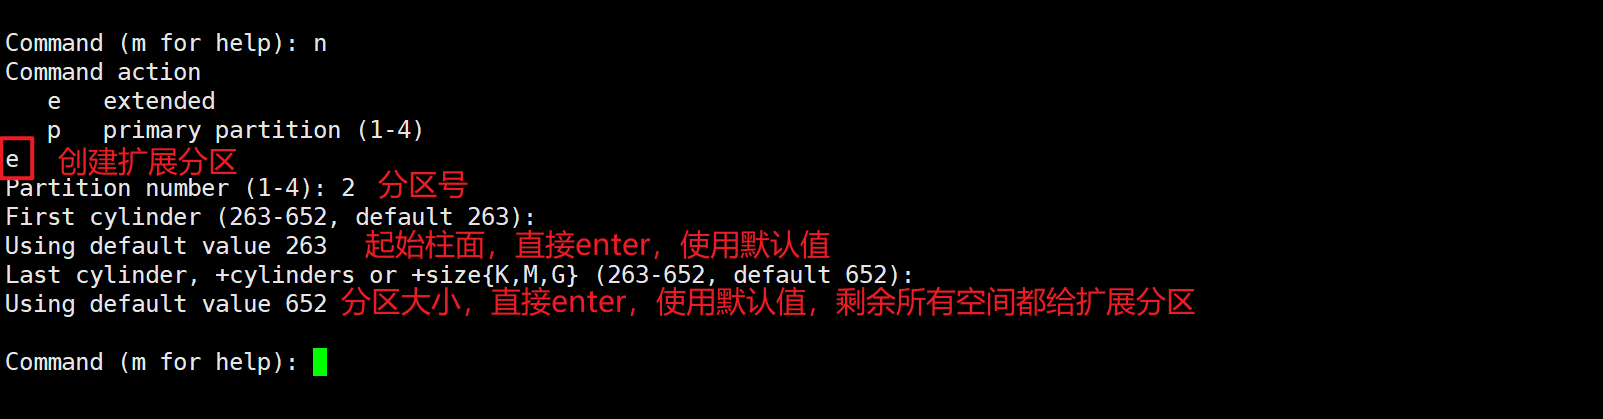 Command (m for help): n
Command action
e   extended
p   primary partition (1-4)
e 创建扩展分区
Partition number (1-4): 2 分区号
First cylinder (263-652, default 263):
Using default value 263 起始柱面，直接enter，使用默认值
Last cylinder, +cylinders or +size{K,M,G} (263-652, default 652):
Using default value 652 分区大小，直接enter，使用默认值，剩余所有空间都给扩展分区
Command (m for help):